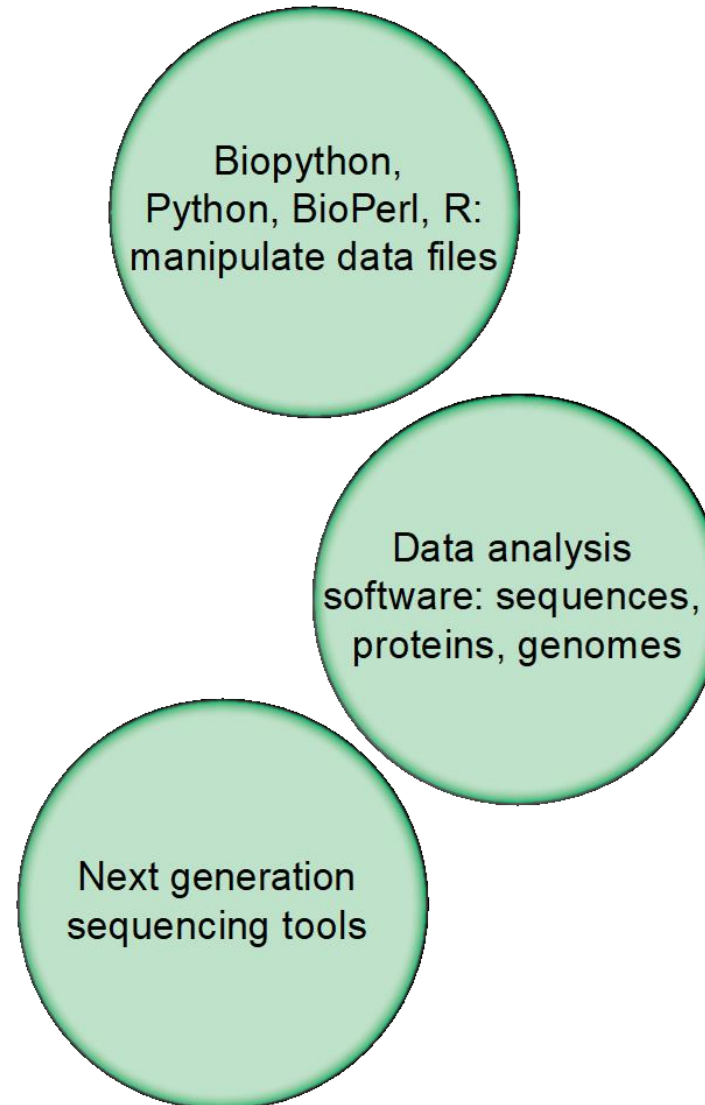 Biopython,
Python, BioPerl, R:
manipulate data files
Data analysis
software: sequences,
proteins, genomes
Next generation
sequencing tools